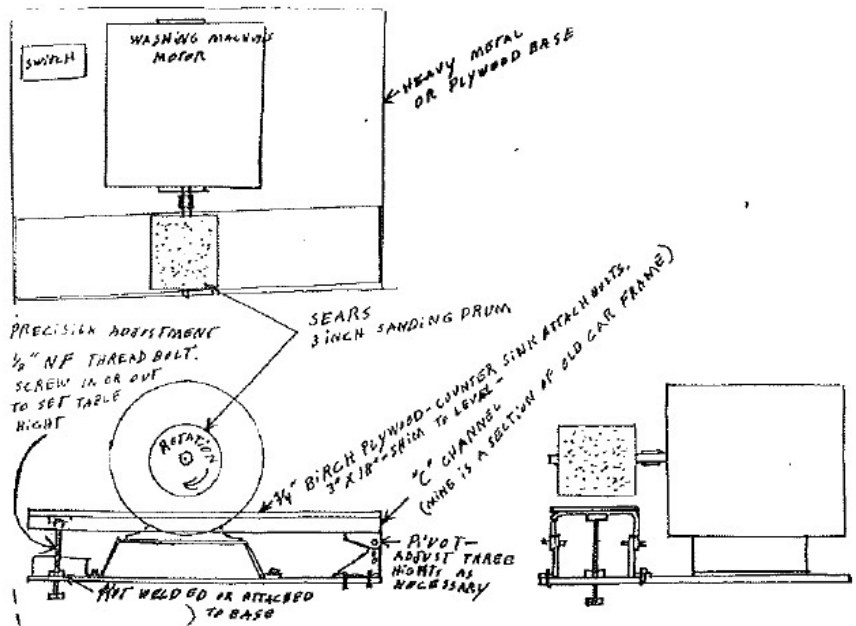 WASHING MACHINE
MOTOR
SWITCH
HEAVY METAL
OR PLYWOOD BASE
SEARS
3 INCH SANDING DRUM
PRECISION ADJUSTMENT
1/2" NF THREAD BOLT.
SCREW IN OR OUT
TO SET TABLE
HIGHT
ROTATION
3/4" BIRCH PLYWOOD-COUNTER SINK ATTACH BOLTS.
3" X 18" - SHIM TO LEVEL-
"C" CHANNEL
(MINE IS A SECTION OF OLD CAR FRAME)
PIVOT-
ADJUST THREE
HIGHTS AS
NECESSARY
NOT WELDED OR ATTACHED
TO BASE